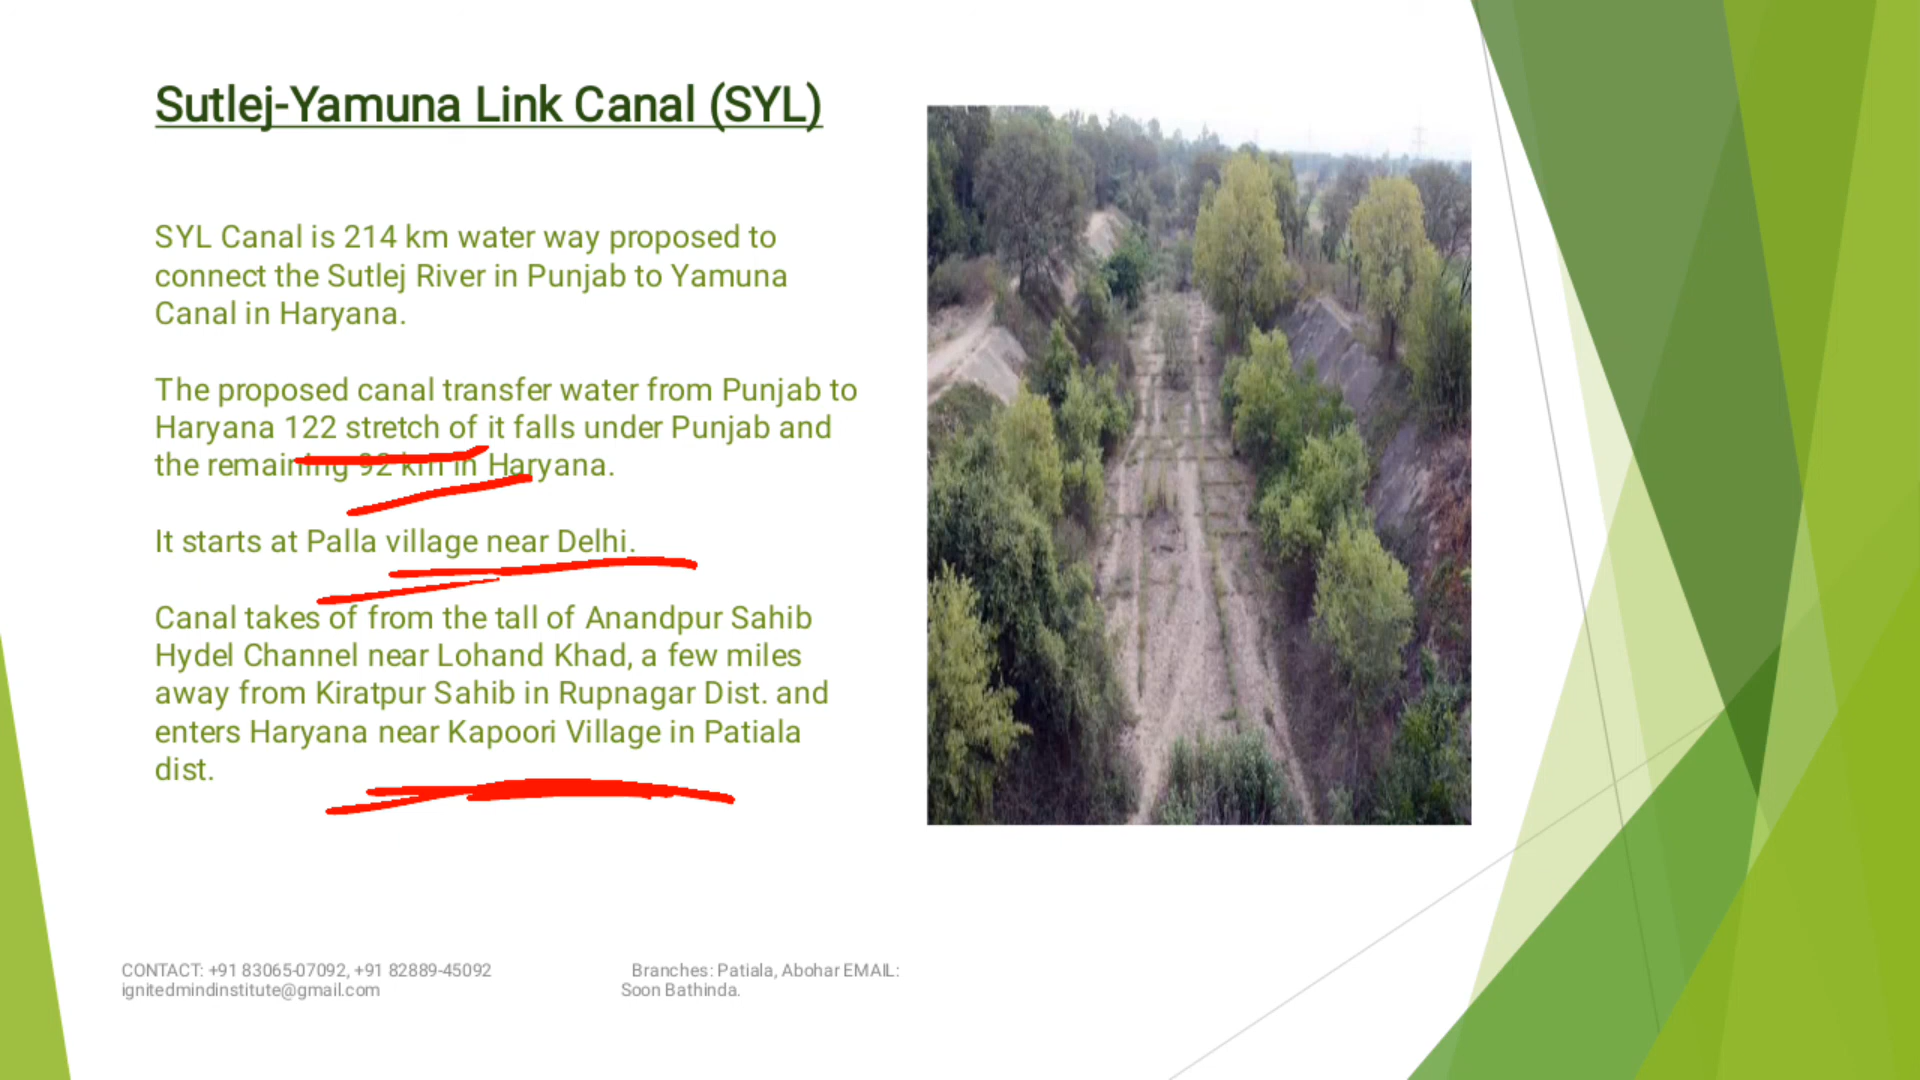 Sutlej-Yamuna Link Canal (SYL)
SYL Canal is 214 km water way proposed to
connect the Sutlej River in Punjab to Yamuna
Canal in Haryana.
The proposed canal transfer water from Punjab to
Haryana 122 stretch of it falls under Punjab and
the remaining 92 km in Haryana.
It starts at Palla village near Delhi.
Canal takes of from the tall of Anandpur Sahib
Hydel Channel near Lohand Khad, a few miles
away from Kiratpur Sahib in Rupnagar Dist. and
enters Haryana near Kapoori Village in Patiala
dist.
CONTACT: +91 83065-07092, +91 82889-45092 Branches: Patiala, Abohar EMAIL:
ignitedmindinstitute@gmail.com Soon Bathinda.